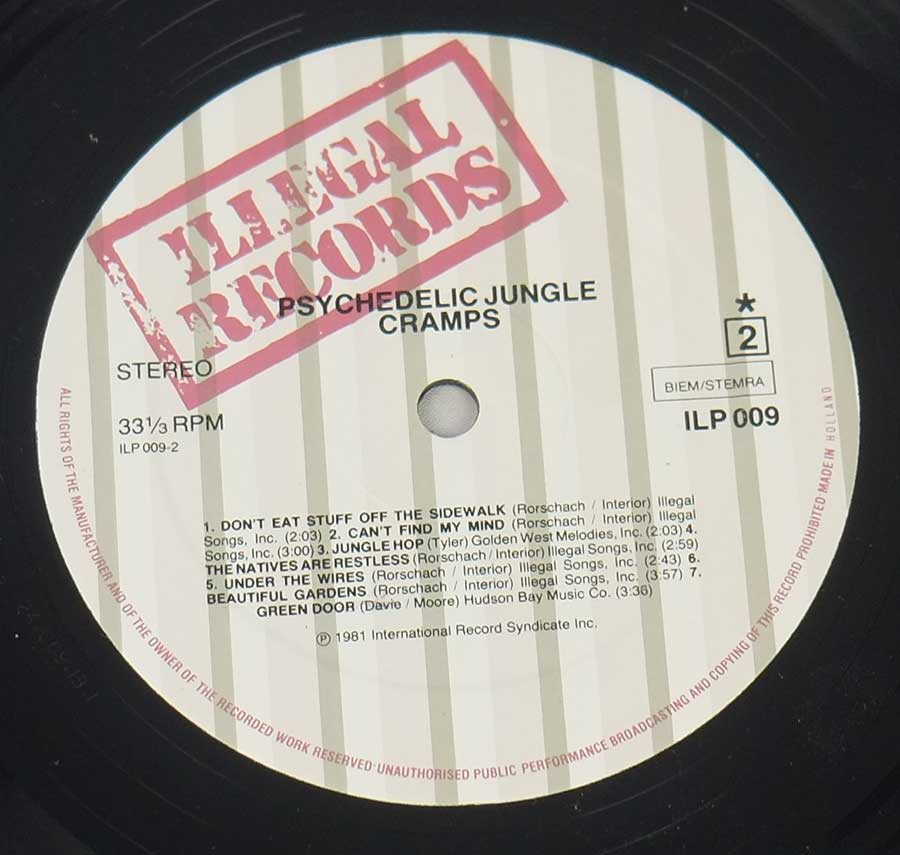 ILLEGAL
RECORDS
PSYCHEDELIC JUNGLE
CRAMPS
*
2
STEREO
BIEM/STEMRA
33⅓ RPM
ILP 009
ILP 009-2
1. DON'T EAT STUFF OFF THE SIDEWALK (Rorschach / Interior) Illegal
Songs, Inc. (2:03) 2. CAN'T FIND MY MIND (Rorschach / Interior) Illegal
Songs, Inc. (3:00) 3. JUNGLE HOP (Tyler) Golden West Melodies, Inc. (2:03) 4.
THE NATIVES ARE RESTLESS (Rorschach / Interior) Illegal Songs, Inc. (2:59)
5. UNDER THE WIRES (Rorschach / Interior) Illegal Songs, Inc. (2:43) 6.
BEAUTIFUL GARDENS (Rorschach / Interior) Illegal Songs, Inc. (3:57) 7.
GREEN DOOR (Davie / Moore) Hudson Bay Music Co. (3:36)
Ⓟ 1981 International Record Syndicate Inc.
ALL RIGHTS OF THE MANUFACTURER AND OF THE OWNER OF THE RECORDED WORK RESERVED·UNAUTHORISED PUBLIC PERFORMANCE BROADCASTING AND COPYING OF THIS RECORD PROHIBITED·MADE IN HOLLAND